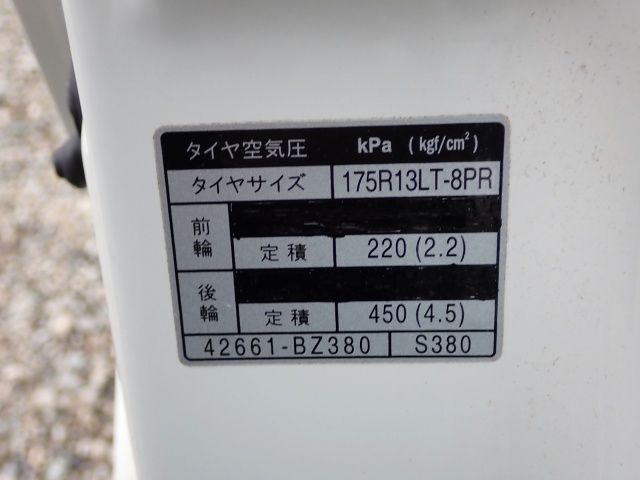 タイヤ空気圧 kPa (kgf/cm²)
タイヤサイズ 175R13LT-8PR
前輪
定積 220 (2.2)
後輪
定積 450 (4.5)
42661-BZ380 S380